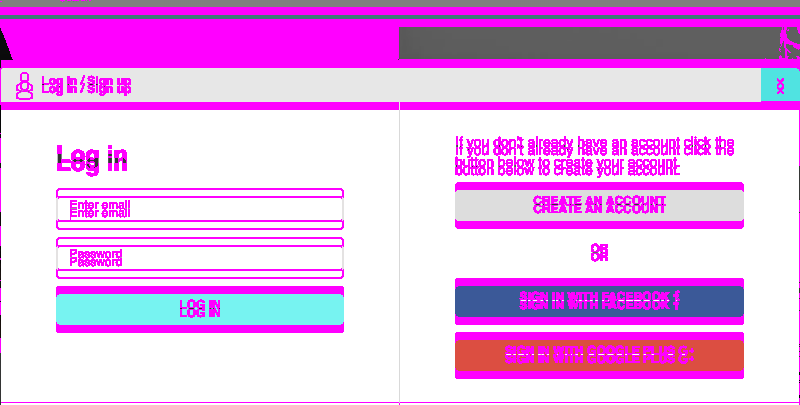 Log in / Sign up
X
Log in
Enter email
Password
LOG IN
If you don't already have an account click the
button below to create your account.
CREATE AN ACCOUNT
OR
SIGN IN WITH FACEBOOK
SIGN IN WITH GOOGLE PLUS